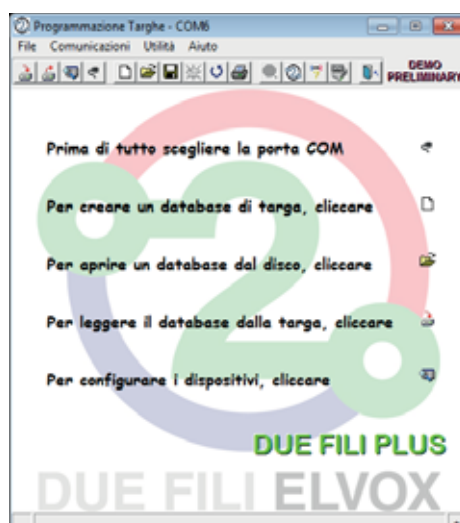 Programmazione Targhe - COM6
File Comunicazioni Utilità Aiuto
DEMO
PRELIMINARY
Prima di tutto scegliere la porta COM
Per creare un database di targa, cliccare
Per aprire un database dal disco, cliccare
Per leggere il database dalla targa, cliccare
Per configurare i dispositivi, cliccare
2
DUE FILI PLUS
DUE FILI ELVOX